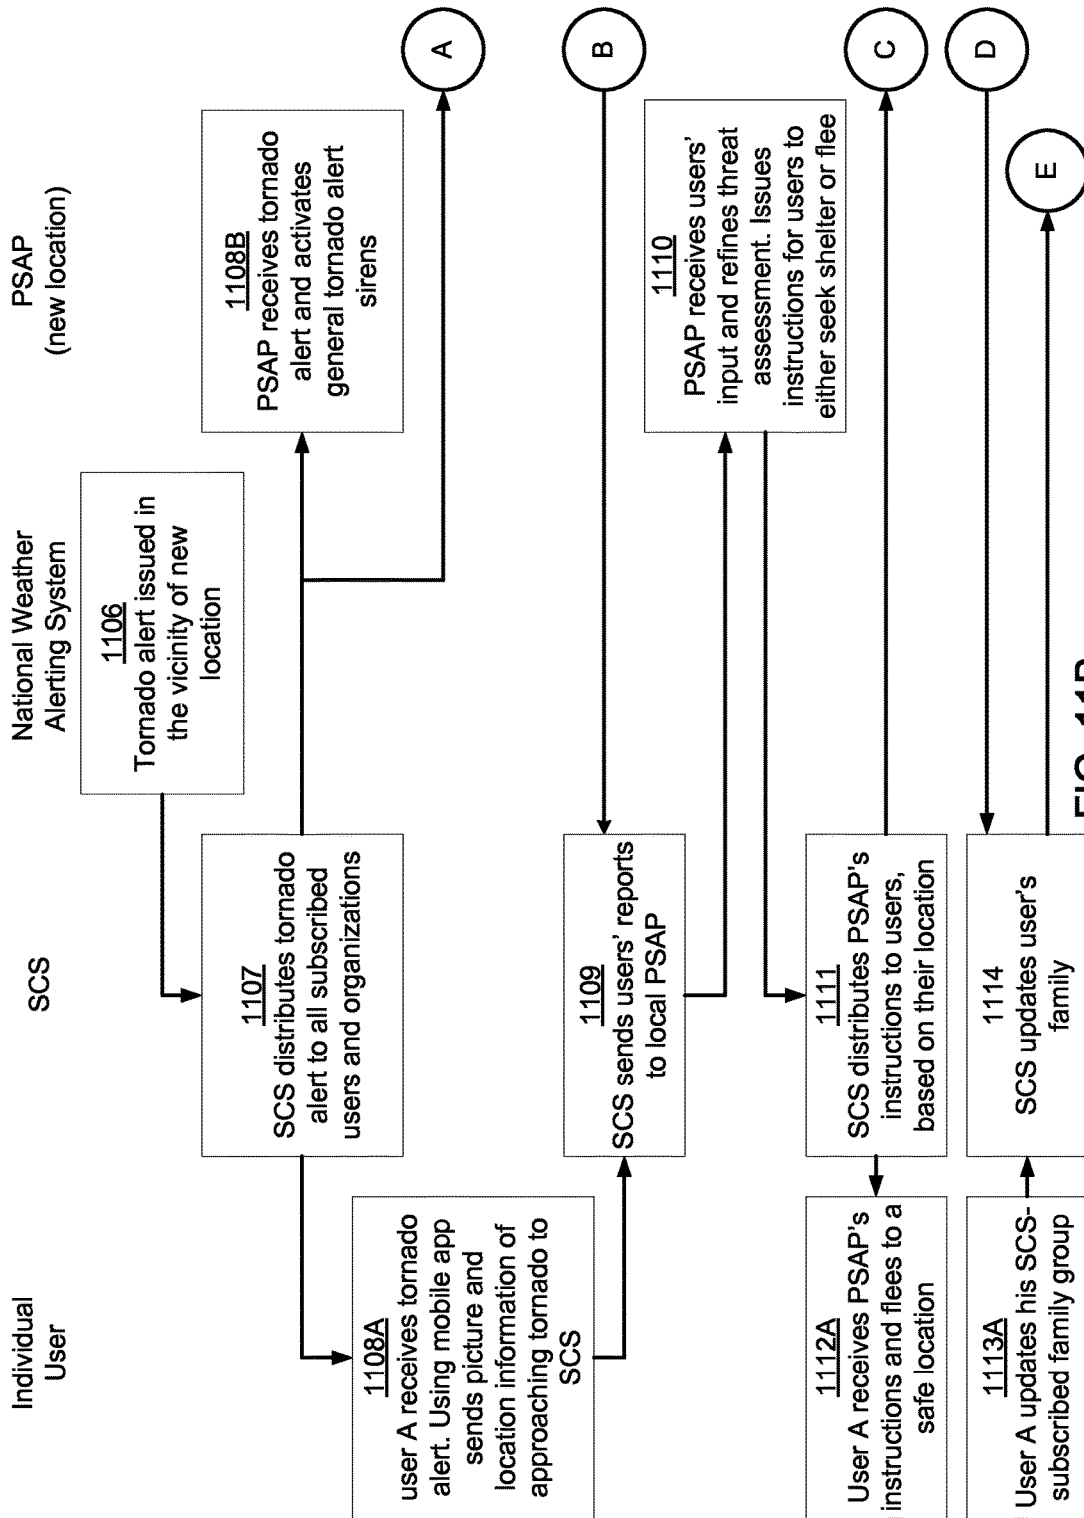 Individual
User
SCS
National Weather
Alerting System
PSAP
(new location)
1106
Tornado alert issued in
the vicinity of new
location
1107
SCS distributes tornado
alert to all subscribed
users and organizations
1108B
PSAP receives tornado
alert and activates
general tornado alert
sirens
A
1108A
user A receives tornado
alert. Using mobile app
sends picture and
location information of
approaching tornado to
SCS
B
1109
SCS sends users' reports
to local PSAP
1110
PSAP receives users'
input and refines threat
assessment. Issues
instructions for users to
either seek shelter or flee
1111
SCS distributes PSAP's
instructions to users,
based on their location
C
1112A
User A receives PSAP's
instructions and flees to a
safe location
D
1113A
User A updates his SCS-
subscribed family group
1114
SCS updates user's
family
E